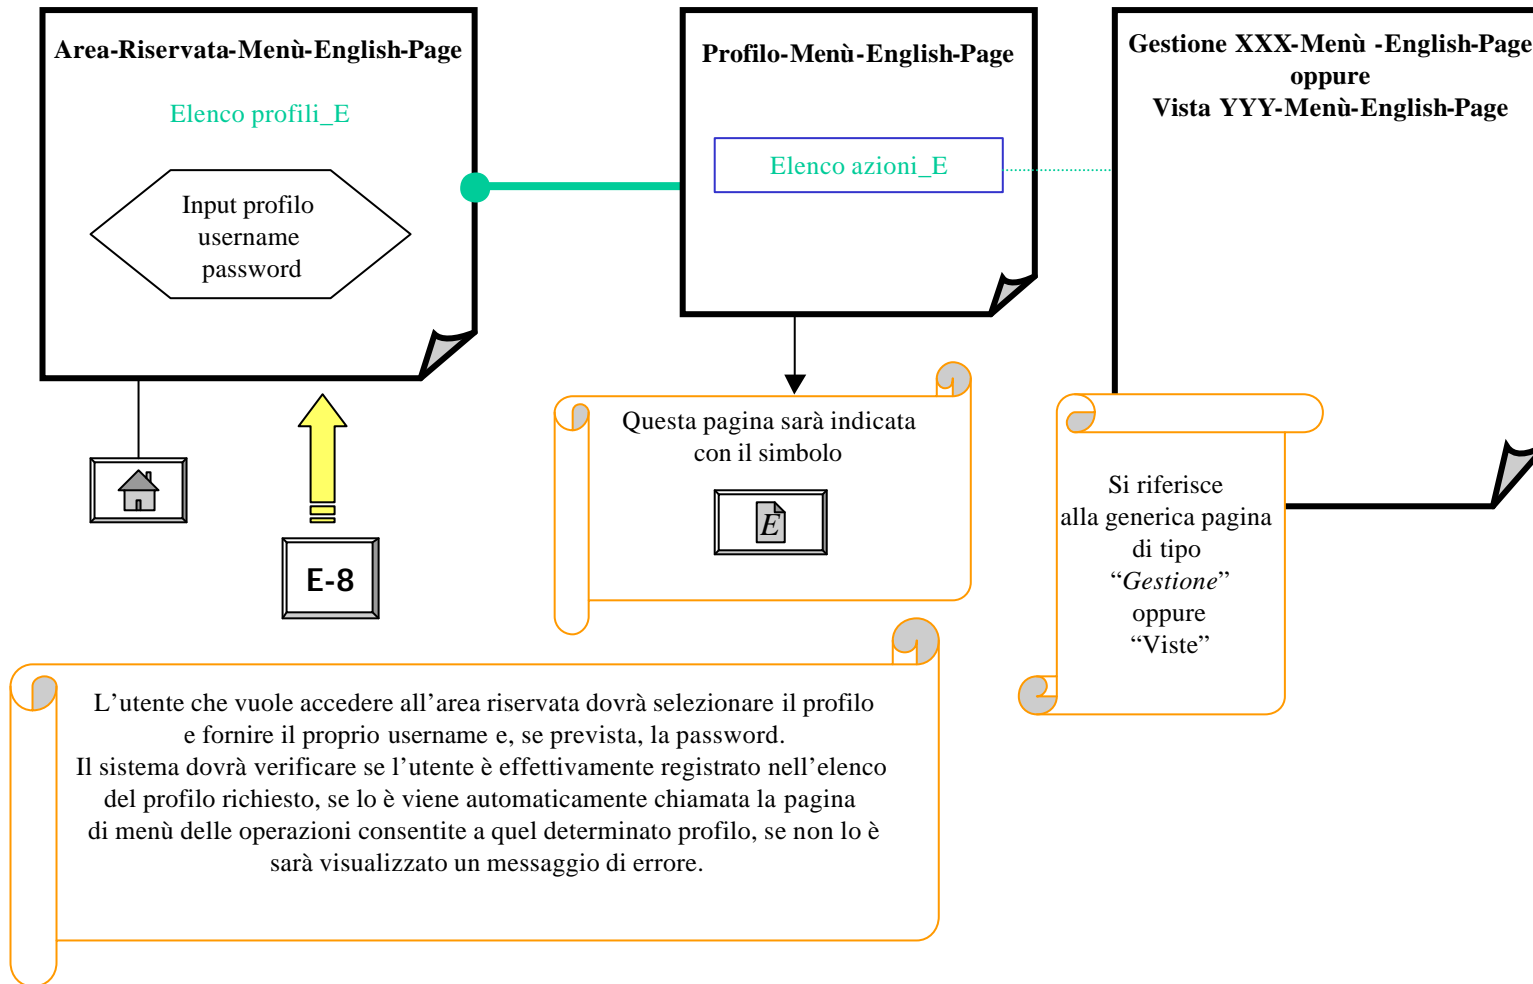 Area-Riservata-Menù-English-Page
Elenco profili_E
Input profilo
username
password
E-8
Profilo-Menù-English-Page
Elenco azioni_E
Questa pagina sarà indicata
con il simbolo
E
Gestione XXX-Menù -English-Page
oppure
Vista YYY-Menù-English-Page
Si riferisce
alla generica pagina
di tipo
“Gestione”
oppure
“Viste”
L’utente che vuole accedere all’area riservata dovrà selezionare il profilo
e fornire il proprio username e, se prevista, la password.
Il sistema dovrà verificare se l’utente è effettivamente registrato nell’elenco
del profilo richiesto, se lo è viene automaticamente chiamata la pagina
di menù delle operazioni consentite a quel determinato profilo, se non lo è
sarà visualizzato un messaggio di errore.